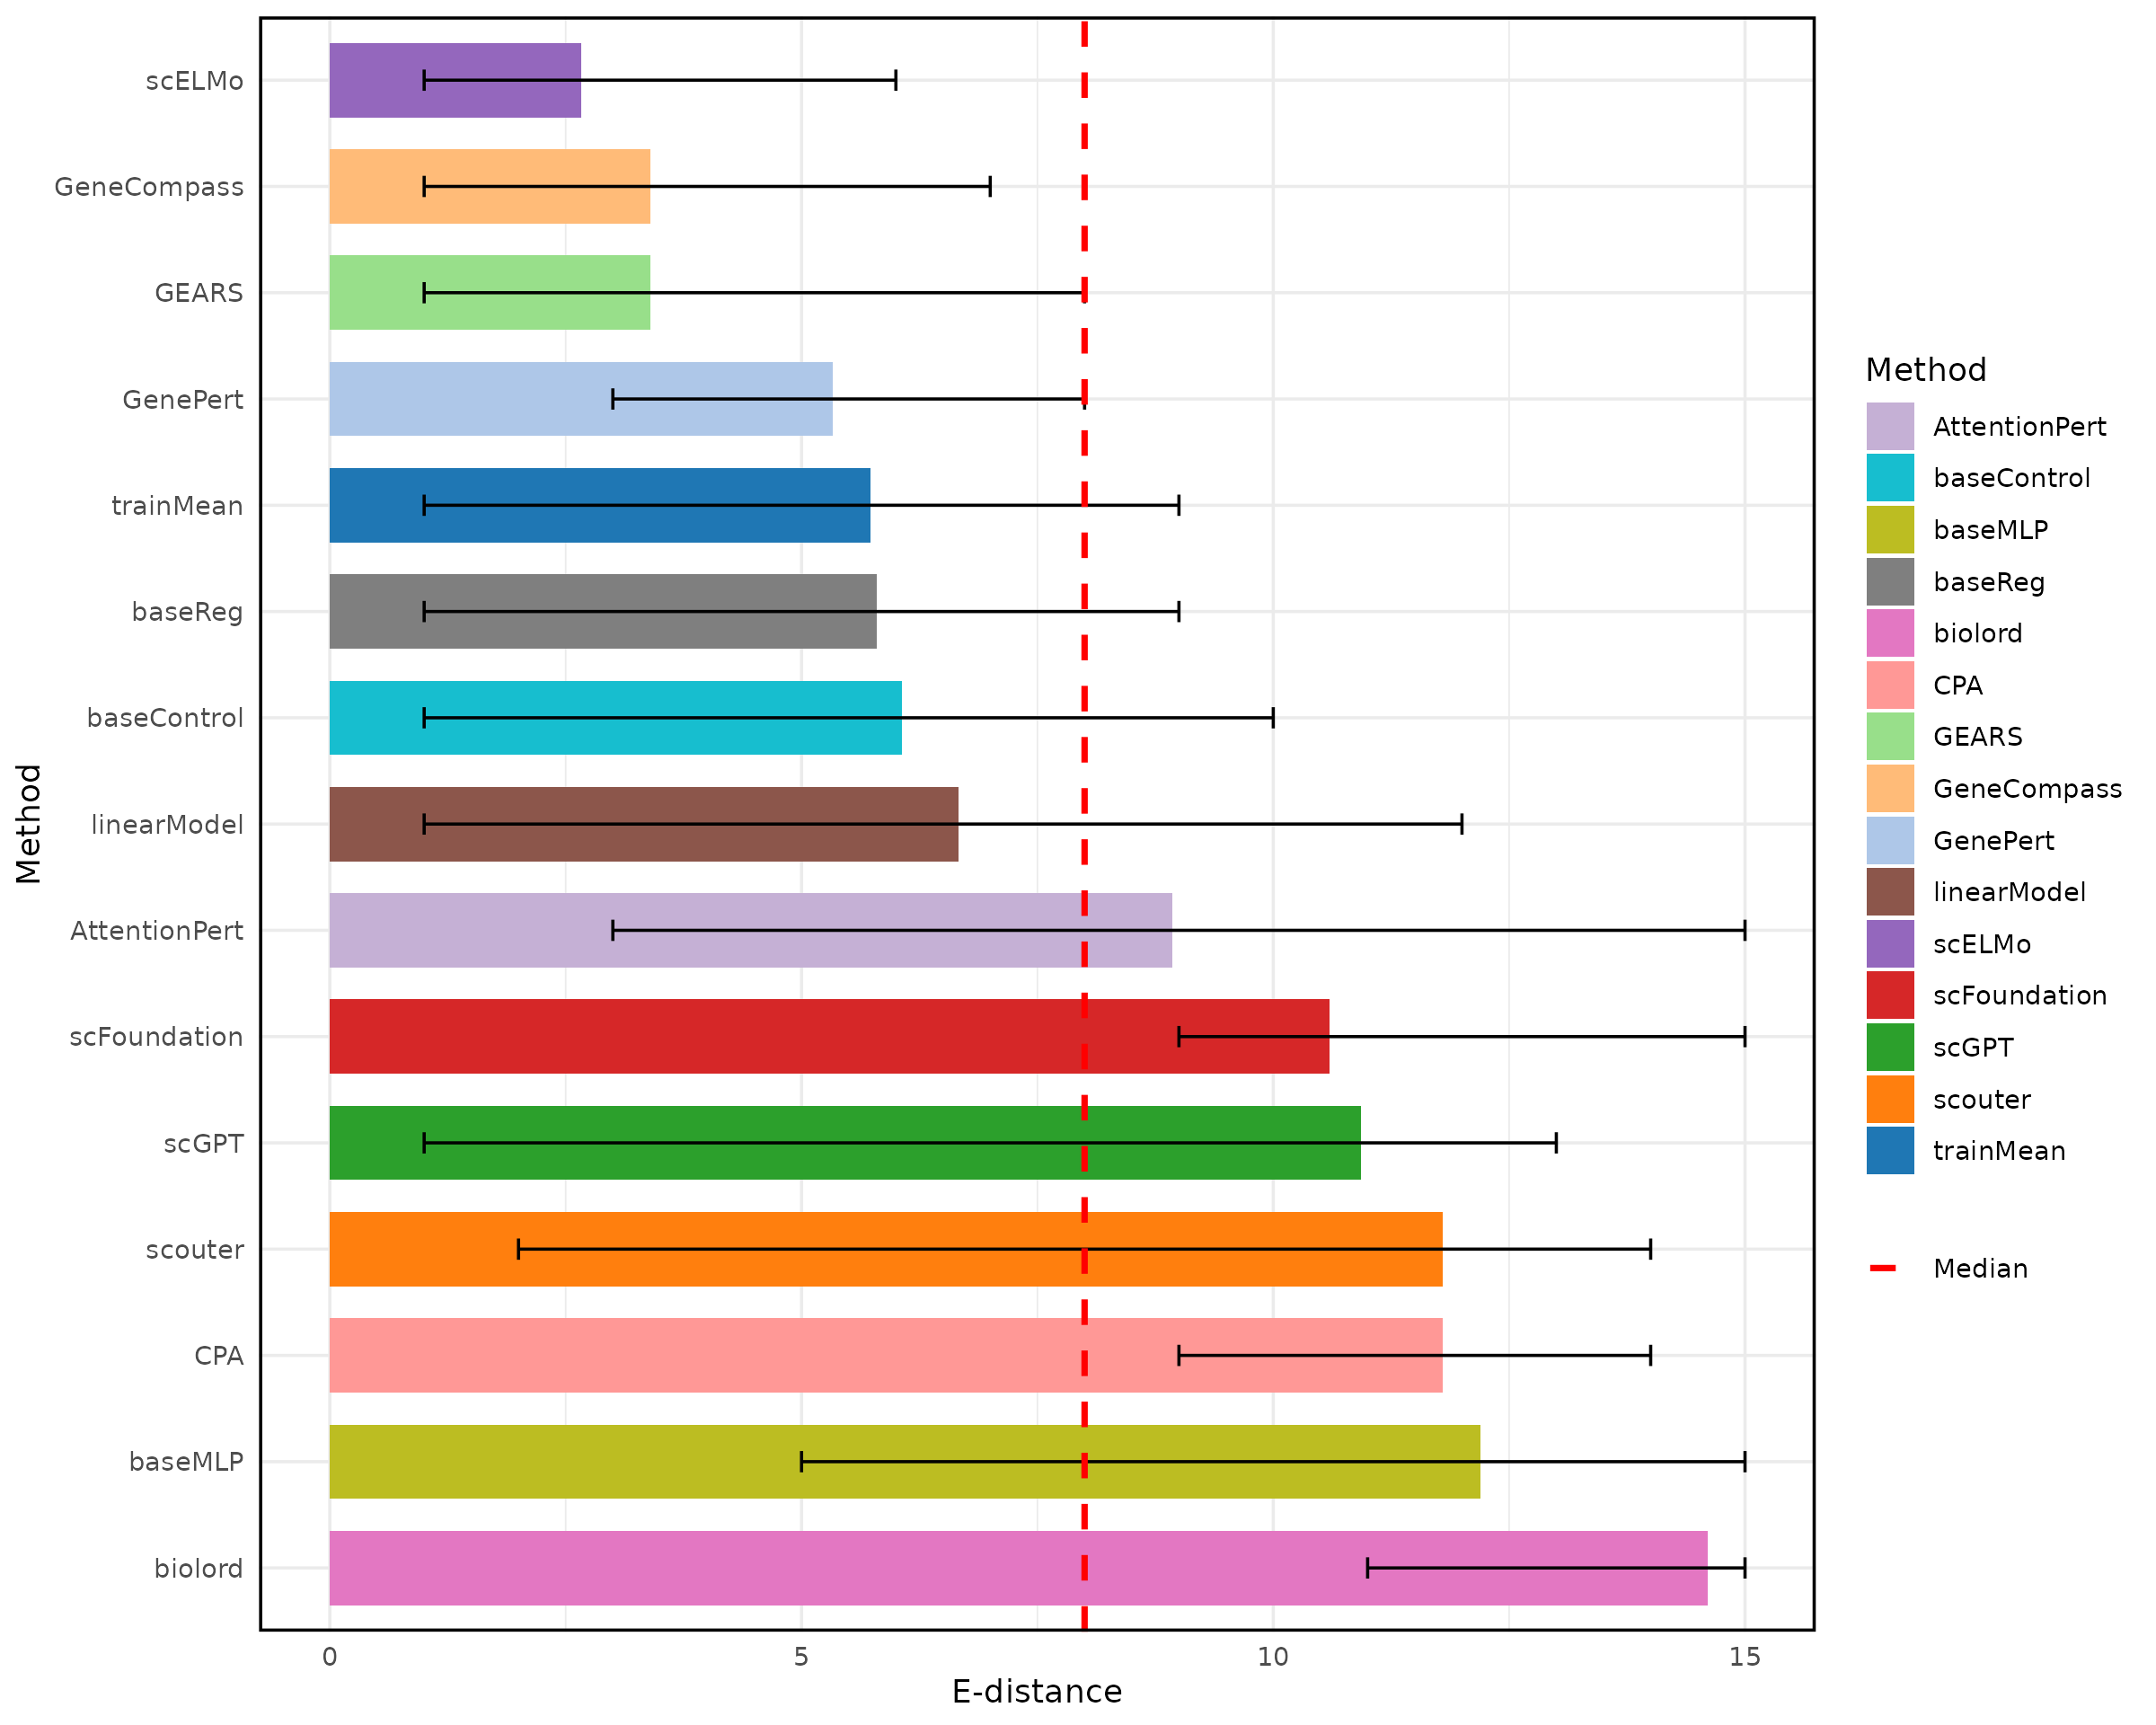 Method
scELMo
GeneCompass
GEARS
GenePert
trainMean
baseReg
baseControl
linearModel
AttentionPert
scFoundation
scGPT
scouter
CPA
baseMLP
biolord
0 5 10 15
E-distance
Method
AttentionPert
baseControl
baseMLP
baseReg
biolord
CPA
GEARS
GeneCompass
GenePert
linearModel
scELMo
scFoundation
scGPT
scouter
trainMean
Median